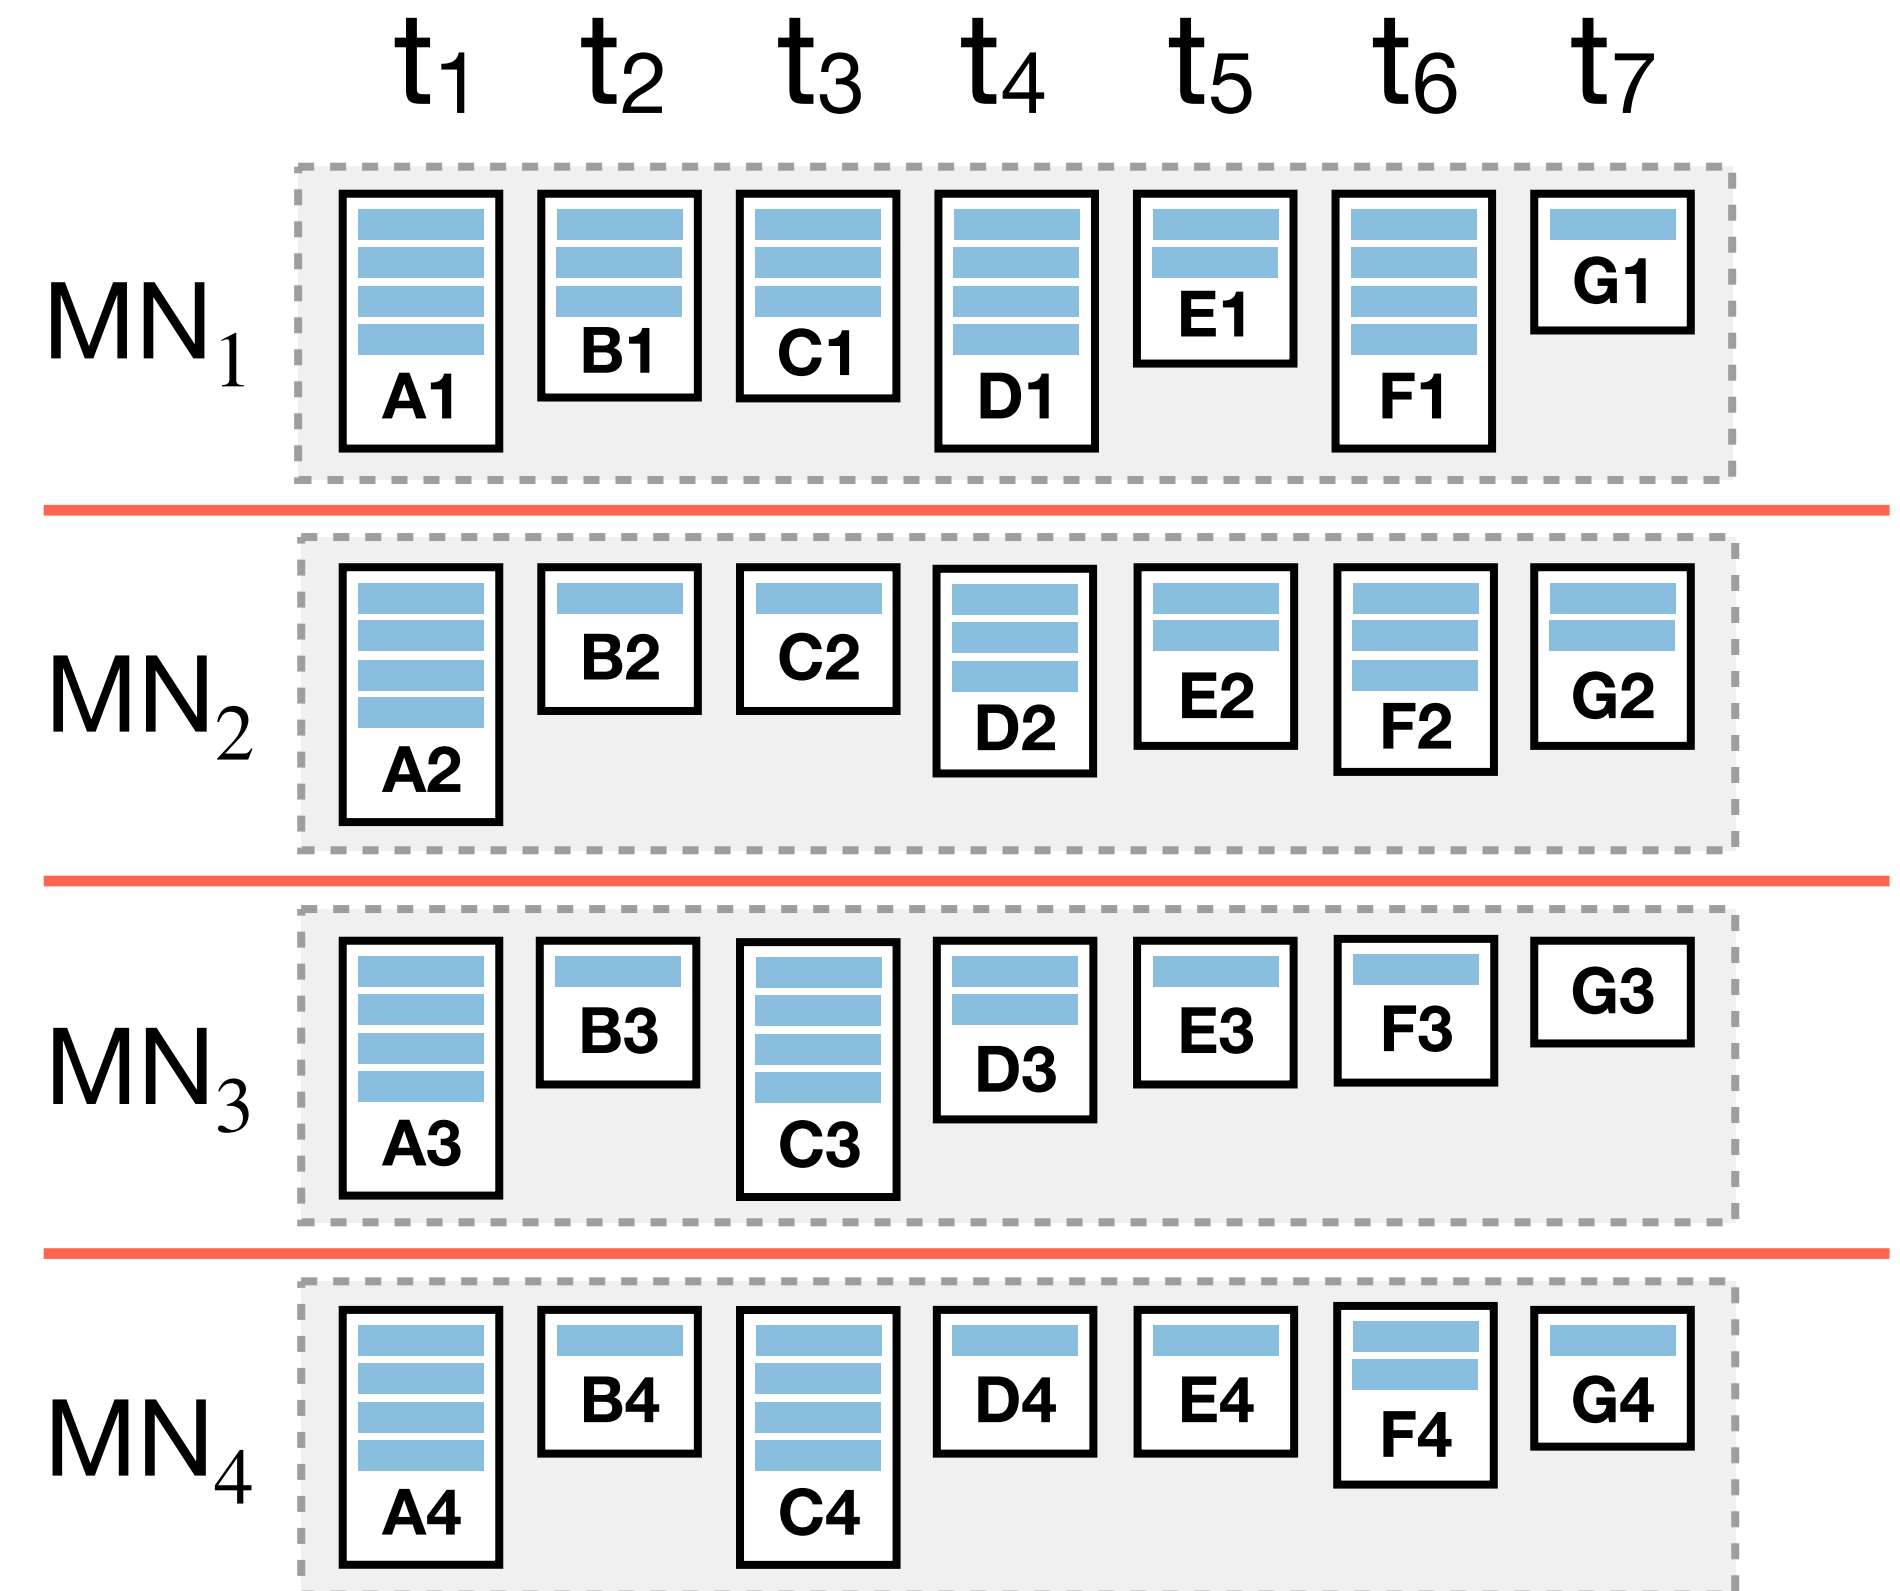 t1 t2 t3 t4 t5 t6 t7
MN1 A1 B1 C1 D1 E1 F1 G1
MN2 A2 B2 C2 D2 E2 F2 G2
MN3 A3 B3 C3 D3 E3 F3 G3
MN4 A4 B4 C4 D4 E4 F4 G4